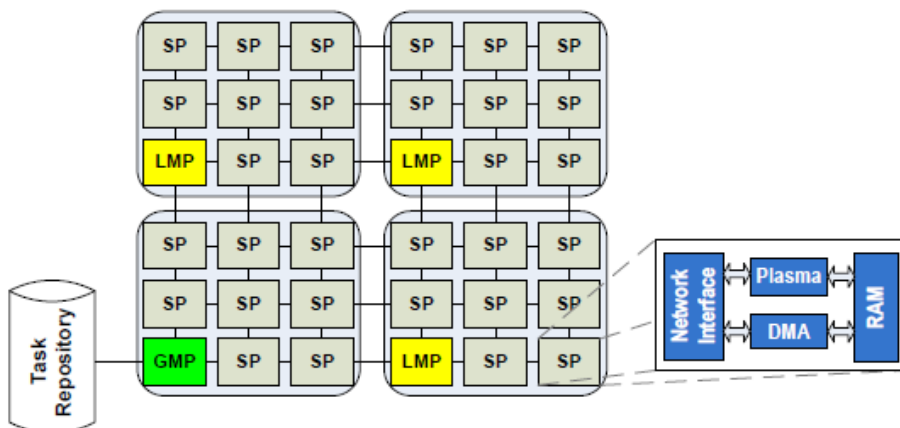 SP SP SP SP SP SP
SP SP SP SP SP SP
LMP SP SP LMP SP SP
SP SP SP SP SP SP
SP SP SP SP SP SP
GMP SP SP LMP SP SP
Task
Repository
Network
Interface
Plasma
DMA
RAM